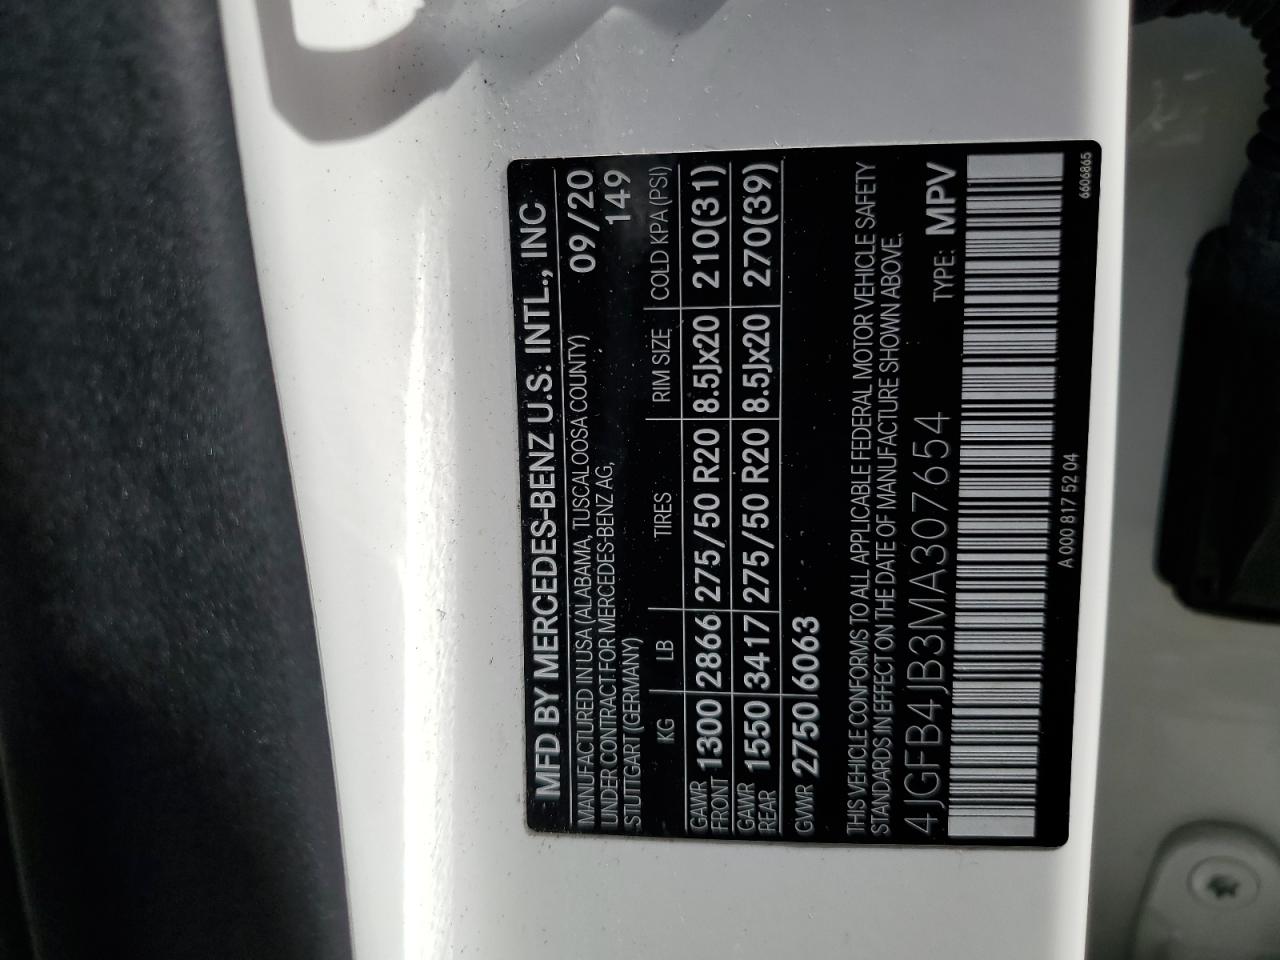 MFD BY MERCEDES-BENZ U.S. INTL., INC
MANUFACTURED IN USA (ALABAMA, TUSCALOOSA COUNTY) 09/20
UNDER CONTRACT FOR MERCEDES-BENZ AG, 149
STUTTGART (GERMANY)
KG LB TIRES RIM SIZE COLD KPA (PSI)
GAWR FRONT 1300 2866 275/50 R20 8.5Jx20 210(31)
GAWR REAR 1550 3417 275/50 R20 8.5Jx20 270(39)
GVWR 2750 6063
THIS VEHICLE CONFORMS TO ALL APPLICABLE FEDERAL MOTOR VEHICLE SAFETY
STANDARDS IN EFFECT ON THE DATE OF MANUFACTURE SHOWN ABOVE.
4JGFB4JB3MA307654 TYPE: MPV
A 000 817 52 04
6606865